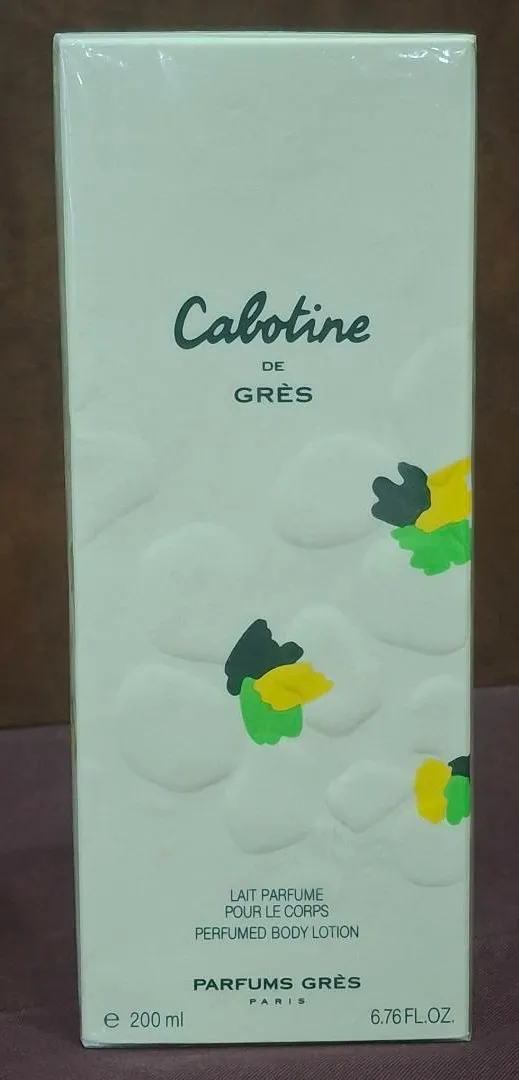 Cabotine
DE
GRÈS
LAIT PARFUME
POUR LE CORPS
PERFUMED BODY LOTION
PARFUMS GRÈS
PARIS
℮ 200 ml 6.76 FL.OZ.